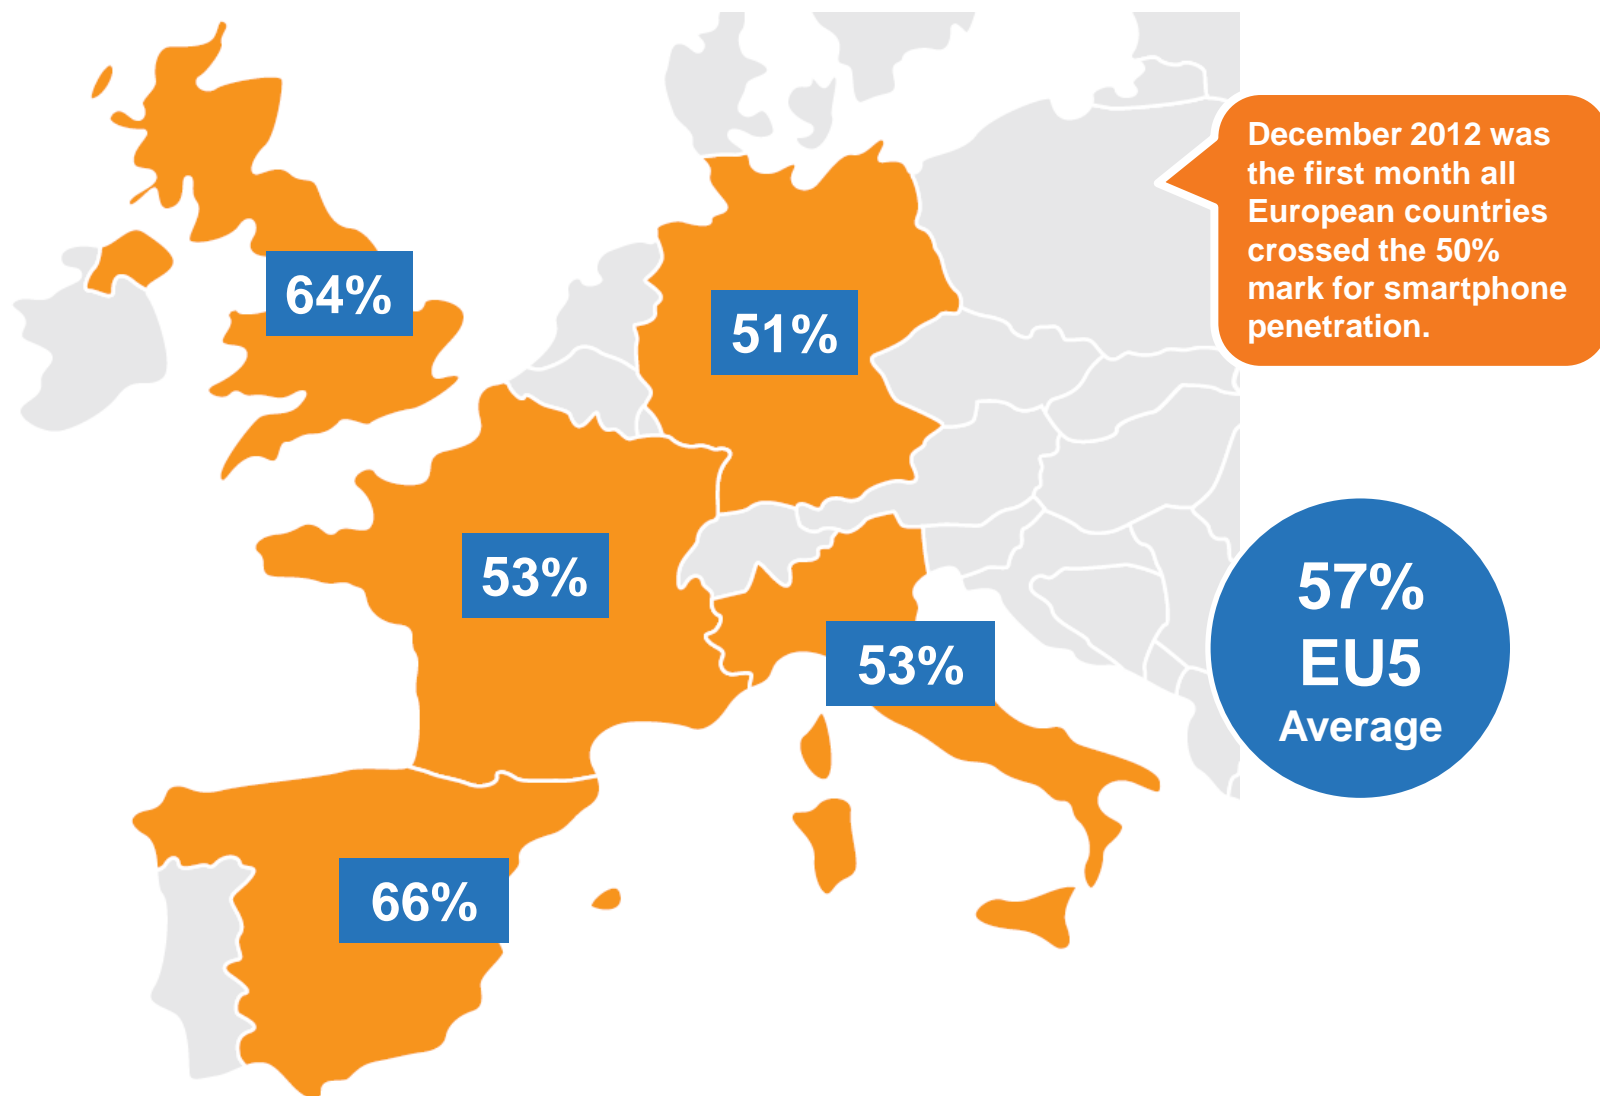 December 2012 was
the first month all
European countries
crossed the 50%
mark for smartphone
penetration.
64%
51%
53%
53%
66%
57%
EU5
Average